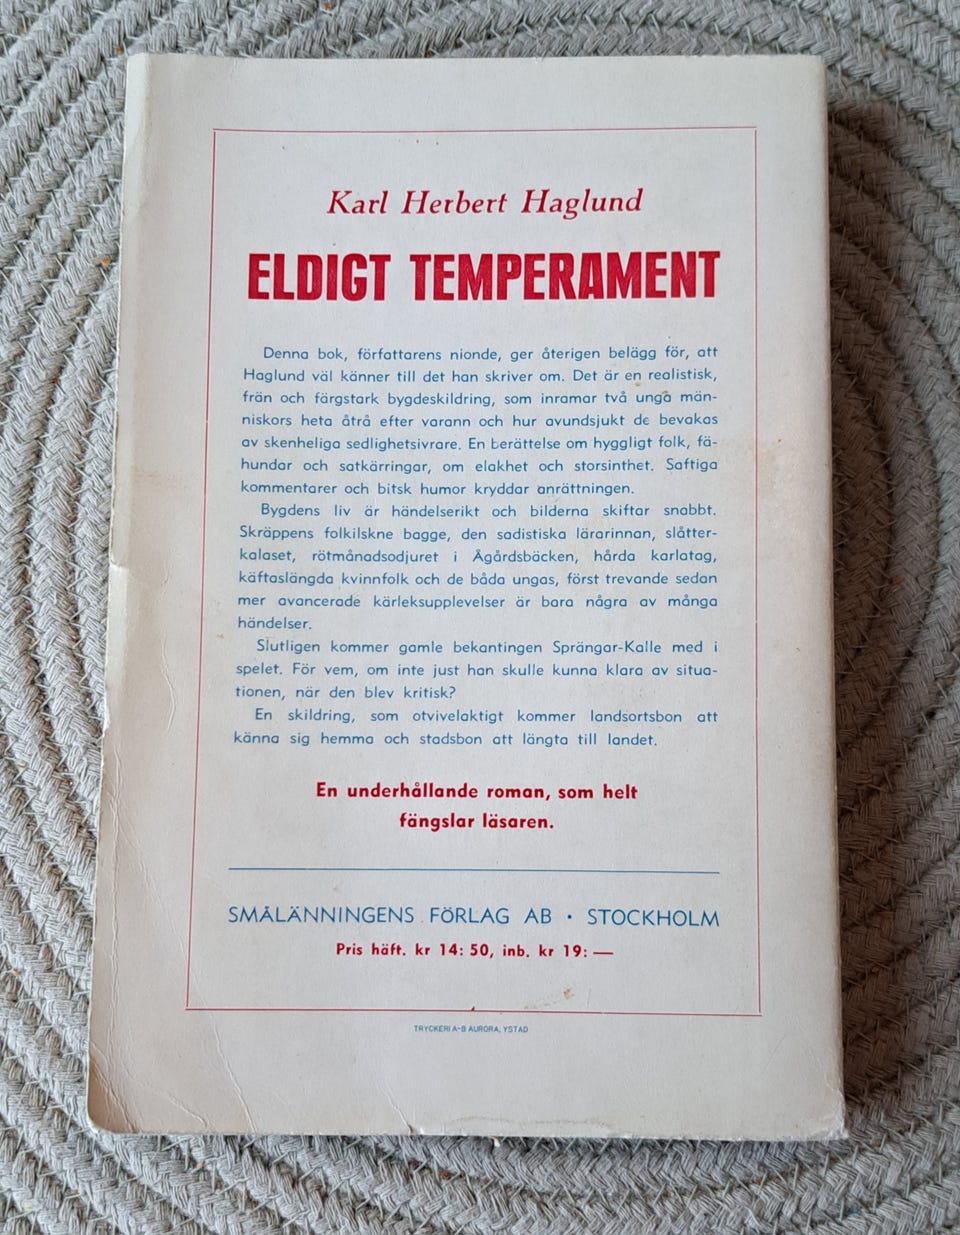 Karl Herbert Haglund
ELDIGT TEMPERAMENT
Denna bok, författarens nionde, ger återigen belägg för, att
Haglund väl känner till det han skriver om. Det är en realistisk,
frän och färgstark bygdeskildring, som inramar två unga män-
niskors heta åtrå efter varann och hur avundsjukt de bevakas
av skenheliga sedlighetsivrare. En berättelse om hyggligt folk, fä-
hundar och satkärringar, om elakhet och storsinthet. Saftiga
kommentarer och bitsk humor kryddar anrättningen.
Bygdens liv är händelserikt och bilderna skiftar snabbt.
Skräppens folkilskne bagge, den sadistiska lärarinnan, slåtter-
kalaset, rötmånadsodjuret i Ågårdsbäcken, hårda karlatag,
käftaslängda kvinnfolk och de båda ungas, först trevande sedan
mer avancerade kärleksupplevelser är bara några av många
händelser.
Slutligen kommer gamle bekantingen Sprängar-Kalle med i
spelet. För vem, om inte just han skulle kunna klara av situa-
tionen, när den blev kritisk?
En skildring, som otvivelaktigt kommer landsortsbon att
känna sig hemma och stadsbon att längta till landet.
En underhållande roman, som helt
fängslar läsaren.
SMÅLÄNNINGENS FÖRLAG AB • STOCKHOLM
Pris häft. kr 14: 50, inb. kr 19: —
TRYCKERI A-B AURORA, YSTAD